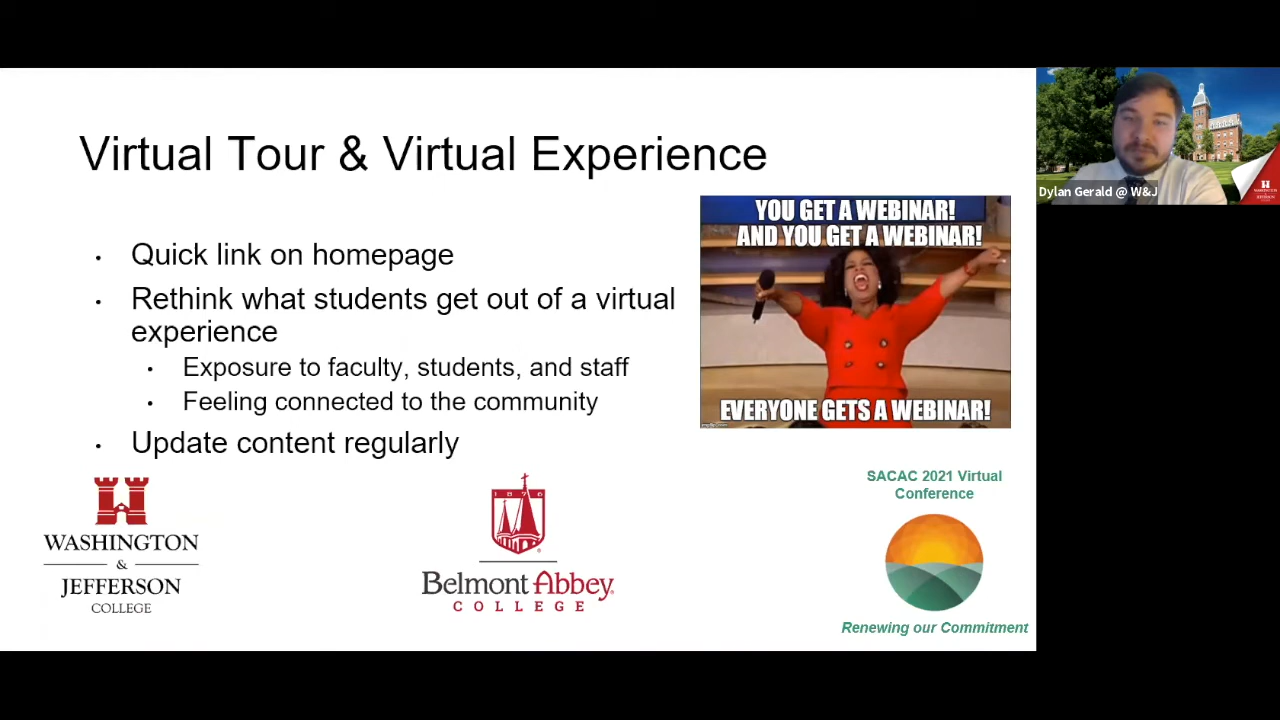 Virtual Tour & Virtual Experience
• Quick link on homepage
• Rethink what students get out of a virtual
experience
• Exposure to faculty, students, and staff
• Feeling connected to the community
• Update content regularly
YOU GET A WEBINAR!
AND YOU GET A WEBINAR!
EVERYONE GETS A WEBINAR!
WASHINGTON
&
JEFFERSON
COLLEGE
1876
Belmont Abbey
COLLEGE
SACAC 2021 Virtual
Conference
Renewing our Commitment
Dylan Gerald @ W&J